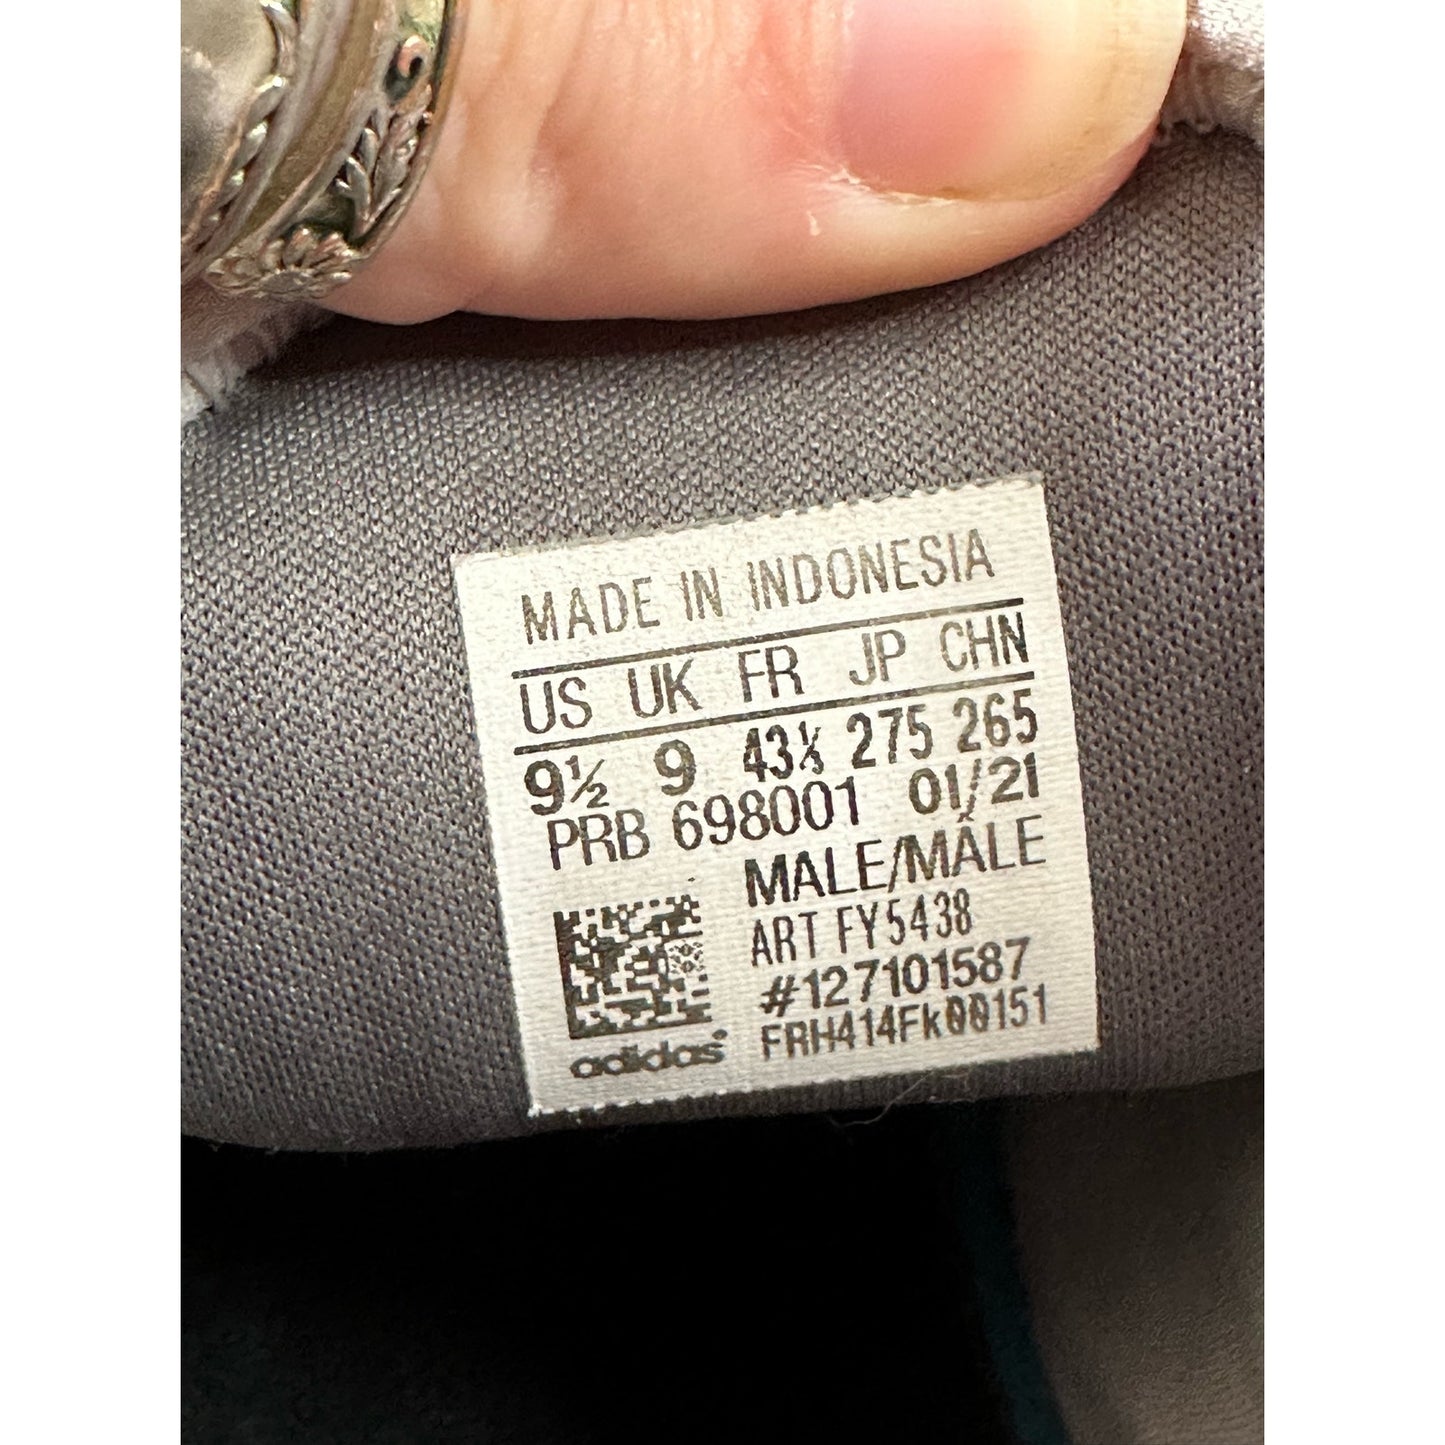 MADE IN INDONESIA
US UK FR JP CHN
9½ 9 43⅓ 275 265
PRB 698001 01/21
MALE/MÂLE
ART FY5438
#127101587
FRH414Fk00151
adidas